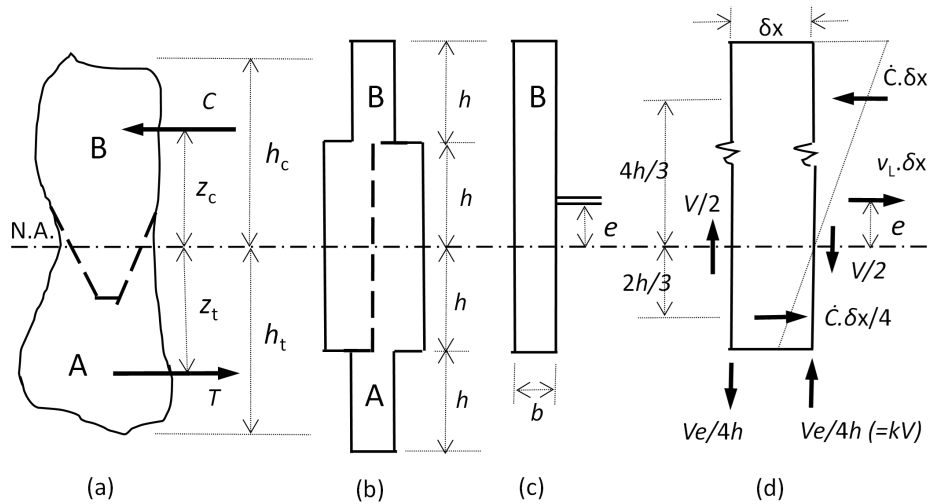 C
B
h_c
z_c
N.A.
z_t
h_t
A
T
(a)
B
h
h
h
h
A
(b)
B
e
b
(c)
δx
Ċ.δx
4h/3
v_L.δx
V/2
e
V/2
2h/3
Ċ.δx/4
Ve/4h
Ve/4h (=kV)
(d)